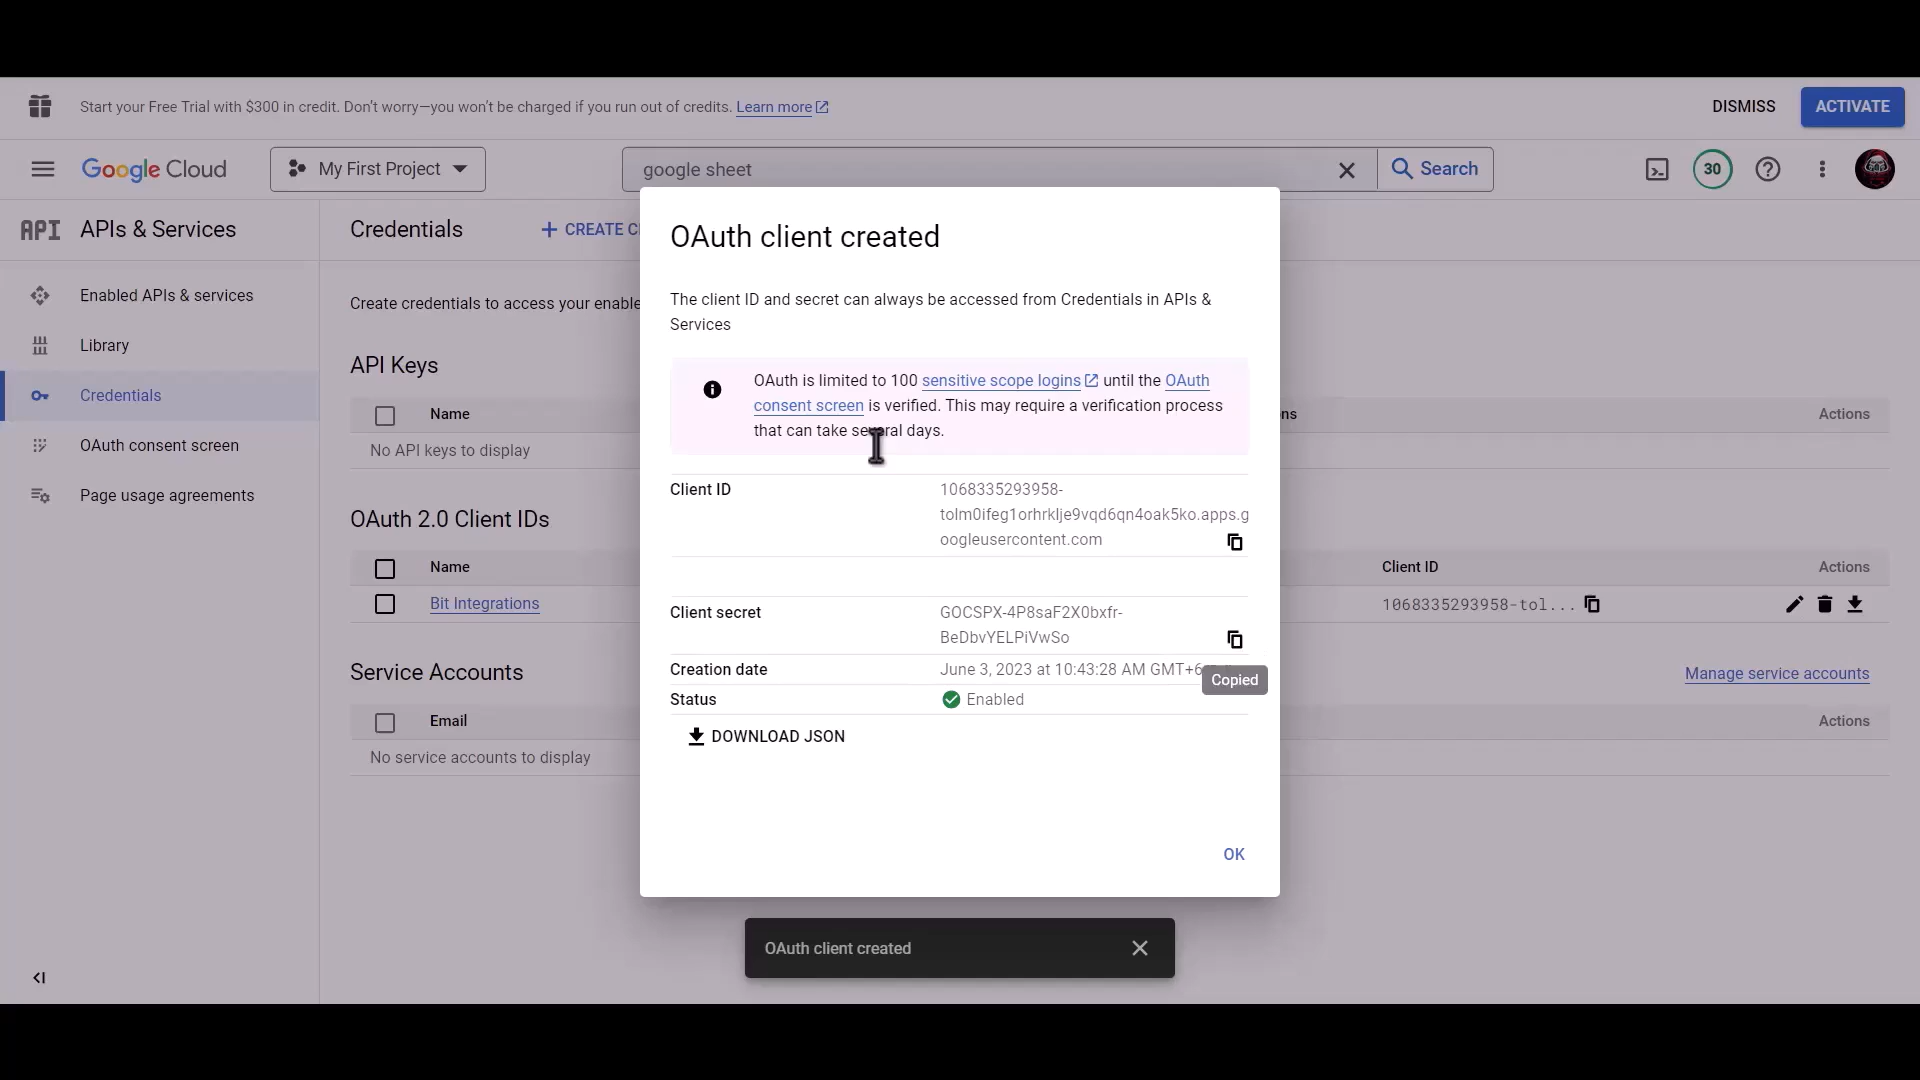 Start your Free Trial with $300 in credit. Don't worry—you won't be charged if you run out of credits. Learn more
DISMISS
ACTIVATE
Google Cloud
My First Project
google sheet
Search
30
API
APIs & Services
Credentials
+ CREATE C
Enabled APIs & services
Library
Credentials
OAuth consent screen
Page usage agreements
Create credentials to access your enable
API Keys
Name
ns
Actions
No API keys to display
OAuth 2.0 Client IDs
Name
Client ID
Actions
Bit Integrations
1068335293958-tol...
Service Accounts
Manage service accounts
Email
Actions
No service accounts to display
OAuth client created
The client ID and secret can always be accessed from Credentials in APIs &
Services
OAuth is limited to 100 sensitive scope logins until the OAuth
consent screen is verified. This may require a verification process
that can take several days.
Client ID
1068335293958-
tolm0ifeg1orhrklje9vqd6qn4oak5ko.apps.g
oogleusercontent.com
Client secret
GOCSPX-4P8saF2X0bxfr-
BeDbvYELPiVwSo
Creation date
June 3, 2023 at 10:43:28 AM GMT+6
Copied
Status
Enabled
DOWNLOAD JSON
OK
OAuth client created